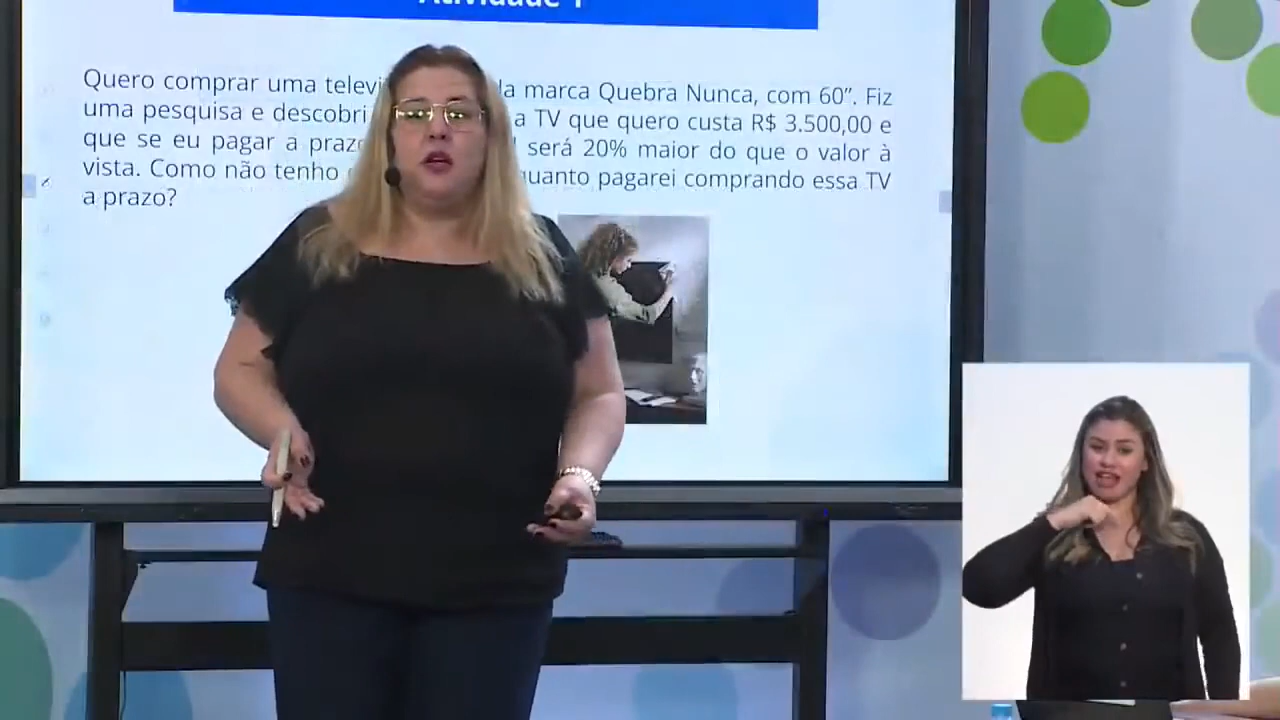 Atividade 1
Quero comprar uma televi la marca Quebra Nunca, com 60”. Fiz
uma pesquisa e descobri a TV que quero custa R$ 3.500,00 e
que se eu pagar a prazo será 20% maior do que o valor à
vista. Como não tenho quanto pagarei comprando essa TV
a prazo?